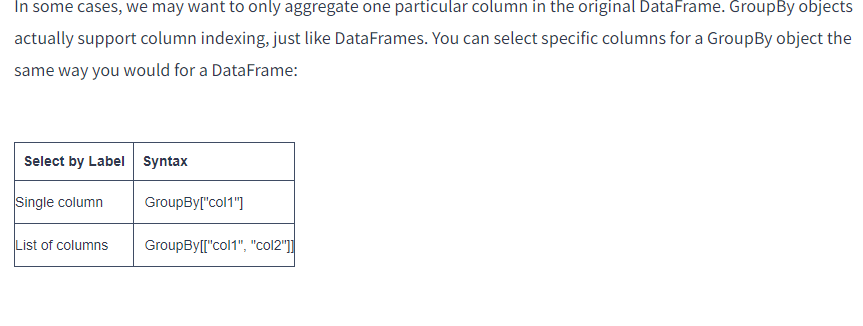 In some cases, we may want to only aggregate one particular column in the original DataFrame. GroupBy objects
actually support column indexing, just like DataFrames. You can select specific columns for a GroupBy object the
same way you would for a DataFrame:
Select by Label Syntax
Single column GroupBy["col1"]
List of columns GroupBy[["col1", "col2"]]